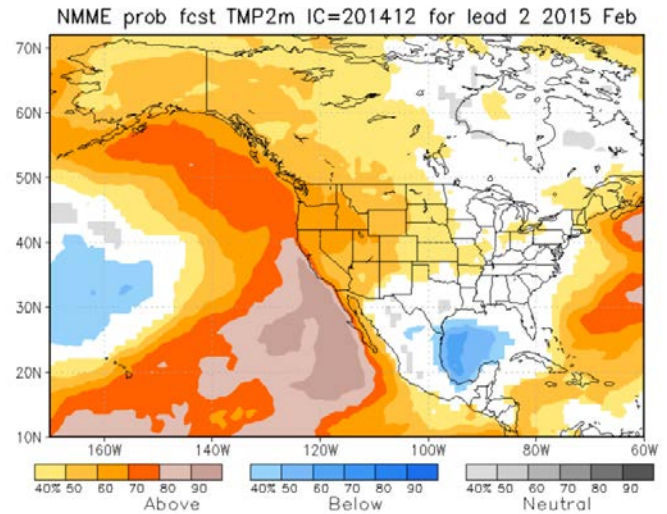 NMME prob fcst TMP2m IC=201412 for lead 2 2015 Feb
70N
60N
50N
40N
30N
20N
10N
160W 140W 120W 100W 80W 60W
40% 50 60 70 80 90 40% 50 60 70 80 90 40% 50 60 70 80 90
Above Below Neutral